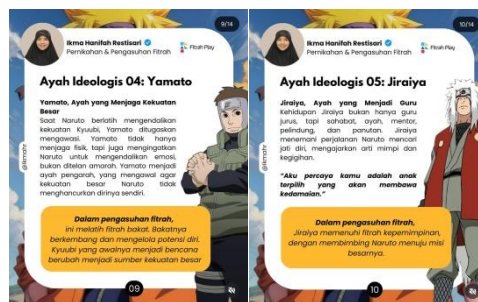 9/14
Ikma Hanifah Restisari
Pernikahan & Pengasuhan Fitrah
Fitrah Play
Ayah Ideologis 04: Yamato
Yamato, Ayah yang Menjaga Kekuatan
Besar
Saat Naruto berlatih mengendalikan
kekuatan Kyuubi, Yamato ditugaskan
mengawasi. Yamato tidak hanya
menjaga fisik, tapi juga mengingatkan
Naruto untuk mengendalikan emosi,
bukan ditelan amarah. Yamato menjadi
ayah pengarah, yang mengawal agar
kekuatan besar Naruto tidak
menghancurkan dirinya sendiri.
@ikmahr
Dalam pengasuhan fitrah,
ini melatih fitrah bakat. Bakatnya
berkembang dan mengelola potensi diri.
Kyuubi yang awalnya menjadi bencana
berubah menjadi sumber kekuatan besar
09
10/14
Ikma Hanifah Restisari
Pernikahan & Pengasuhan Fitrah
Fitrah Play
Ayah Ideologis 05: Jiraiya
Jiraiya, Ayah yang Menjadi Guru
Kehidupan Jiraiya bukan hanya guru
jurus, tapi sahabat, ayah, mentor,
pelindung, dan panutan. Jiraiya
menemani perjalanan Naruto mencari
jati diri, mengajarkan arti mimpi dan
kegigihan.
"Aku percaya kamu adalah anak
terpilih yang akan membawa
kedamaian."
@ikmahr
Dalam pengasuhan fitrah,
Jiraiya memenuhi fitrah kepemimpinan,
dengan membimbing Naruto menuju misi
besarnya.
10